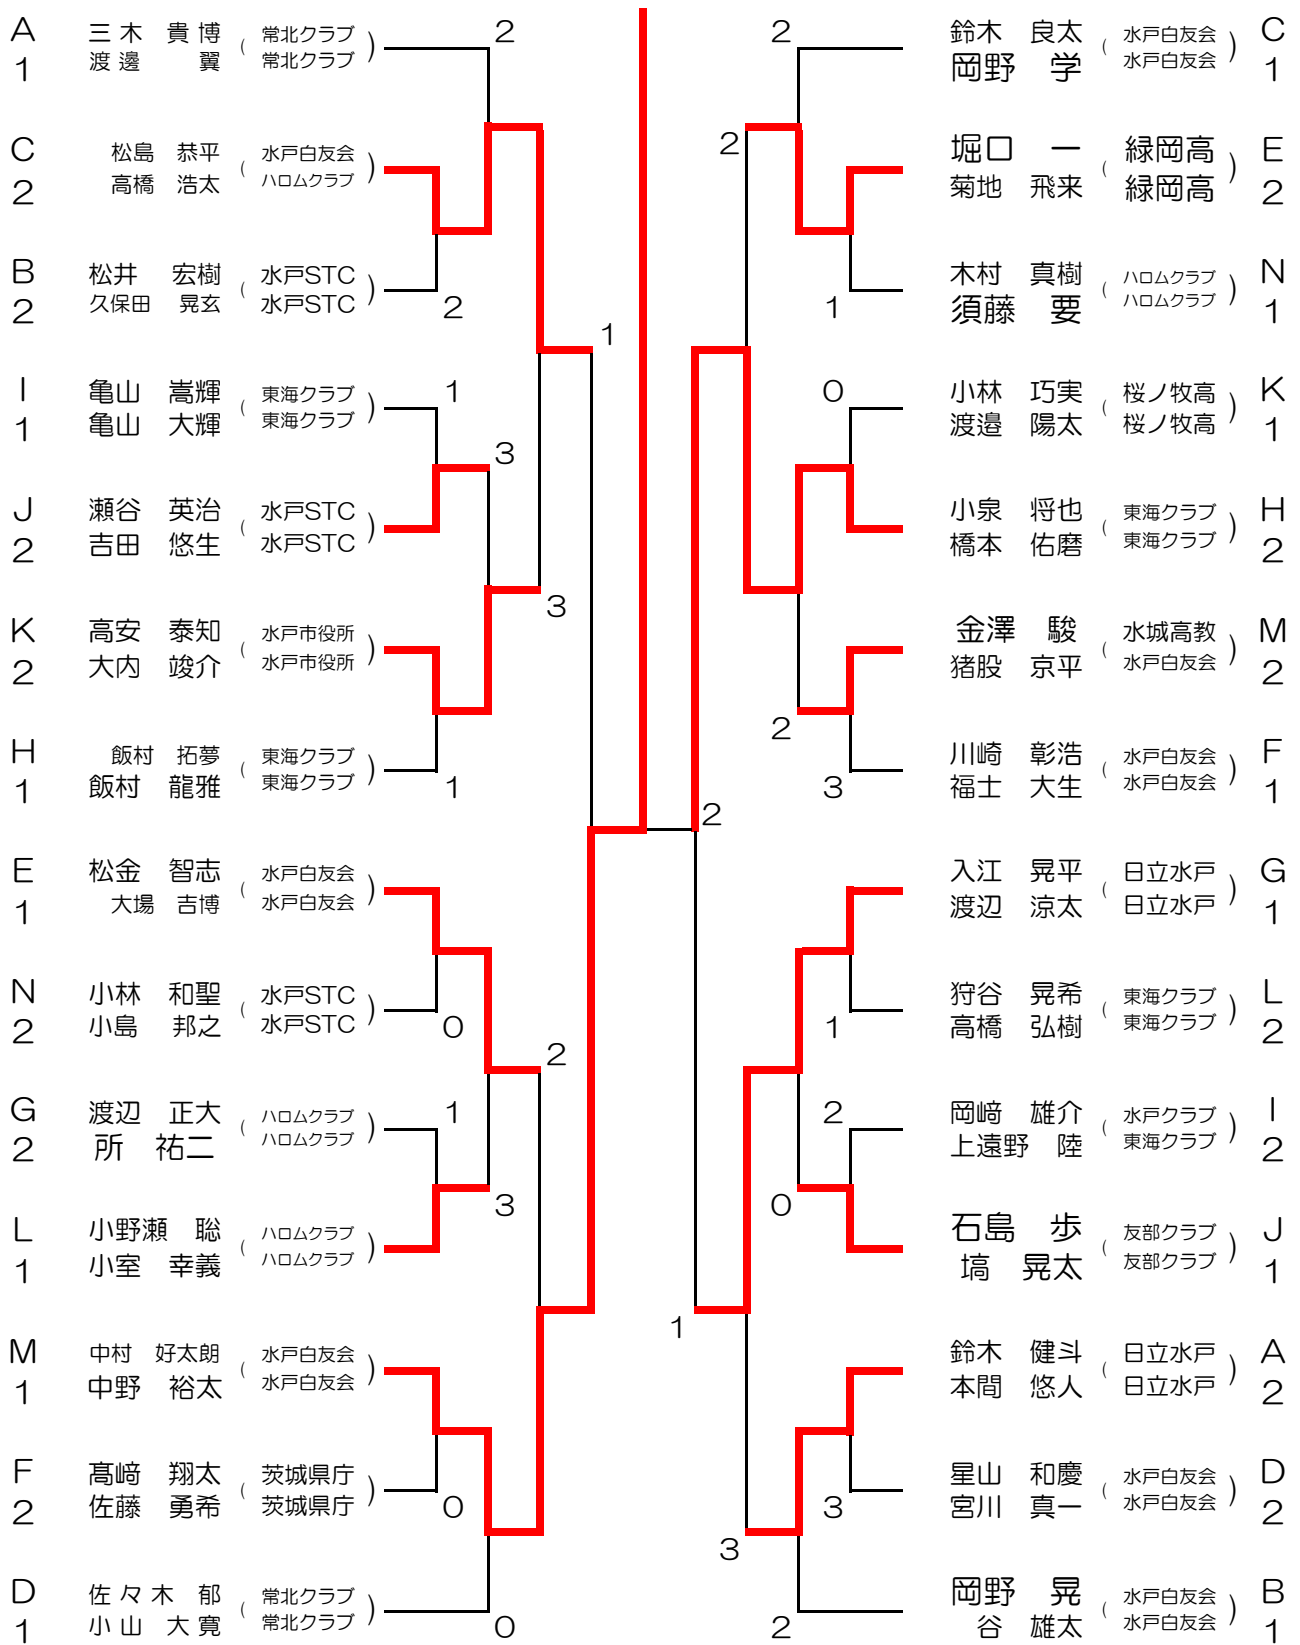 A 三木 貴博 ( 常北クラブ )
1 渡邊 翼 常北クラブ
2
C 松島 恭平 ( 水戸白友会 )
2 高橋 浩太 ハロムクラブ
B 松井 宏樹 ( 水戸STC )
2 久保田 晃玄 水戸STC
2
1
I 亀山 嵩輝 ( 東海クラブ ) 1
1 亀山 大輝 東海クラブ
3
J 瀬谷 英治 ( 水戸STC )
2 吉田 悠生 水戸STC
3
K 高安 泰知 ( 水戸市役所 )
2 大内 竣介 水戸市役所
H 飯村 拓夢 ( 東海クラブ )
1 飯村 龍雅 東海クラブ 1
E 松金 智志 ( 水戸白友会 )
1 大場 吉博 水戸白友会
N 小林 和聖 ( 水戸STC )
2 小島 邦之 水戸STC 0
2
G 渡辺 正大 ( ハロムクラブ ) 1
2 所 祐二 ハロムクラブ
3
L 小野瀬 聡 ( ハロムクラブ )
1 小室 幸義 ハロムクラブ
M 中村 好太朗 ( 水戸白友会 )
1 中野 裕太 水戸白友会
F 髙﨑 翔太 ( 茨城県庁 )
2 佐藤 勇希 茨城県庁 0
D 佐々木 郁 ( 常北クラブ )
1 小山 大寛 常北クラブ 0
2 鈴木 良太 ( 水戸白友会 ) C
岡野 学 水戸白友会 1
2
堀口 一 ( 緑岡高 ) E
菊地 飛来 緑岡高 2
木村 真樹 ( ハロムクラブ ) N
1 須藤 要 ハロムクラブ 1
0 小林 巧実 ( 桜ノ牧高 ) K
渡邉 陽太 桜ノ牧高 1
小泉 将也 ( 東海クラブ ) H
橋本 佑磨 東海クラブ 2
金澤 駿 ( 水城高教 ) M
猪股 京平 水戸白友会 2
2
川崎 彰浩 ( 水戸白友会 ) F
3 福士 大生 水戸白友会 1
2
入江 晃平 ( 日立水戸 ) G
渡辺 涼太 日立水戸 1
狩谷 晃希 ( 東海クラブ ) L
1 高橋 弘樹 東海クラブ 2
2 岡﨑 雄介 ( 水戸クラブ ) I
上遠野 陸 東海クラブ 2
0
石島 歩 ( 友部クラブ ) J
塙 晃太 友部クラブ 1
1
鈴木 健斗 ( 日立水戸 ) A
本間 悠人 日立水戸 2
星山 和慶 ( 水戸白友会 ) D
3 宮川 真一 水戸白友会 2
3
岡野 晃 ( 水戸白友会 ) B
2 谷 雄太 水戸白友会 1